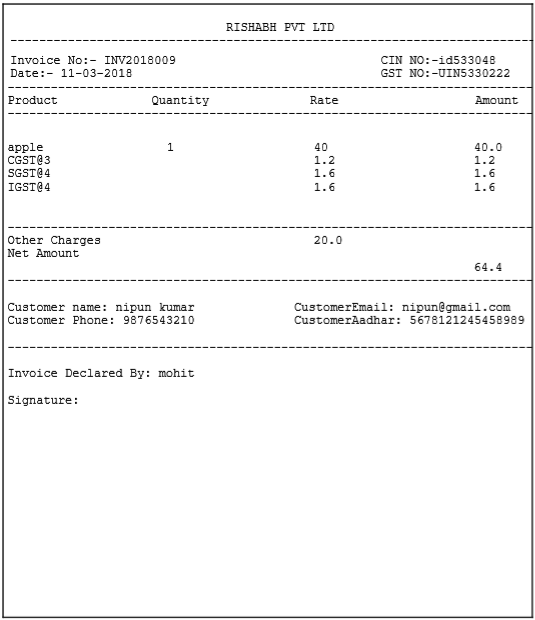 RISHABH PVT LTD
Invoice No:- INV2018009 CIN NO:-id533048
Date:- 11-03-2018 GST NO:-UIN5330222
Product Quantity Rate Amount
apple 1 40 40.0
CGST@3 1.2 1.2
SGST@4 1.6 1.6
IGST@4 1.6 1.6
Other Charges 20.0
Net Amount
64.4
Customer name: nipun kumar CustomerEmail: nipun@gmail.com
Customer Phone: 9876543210 CustomerAadhar: 5678121245458989
Invoice Declared By: mohit
Signature: